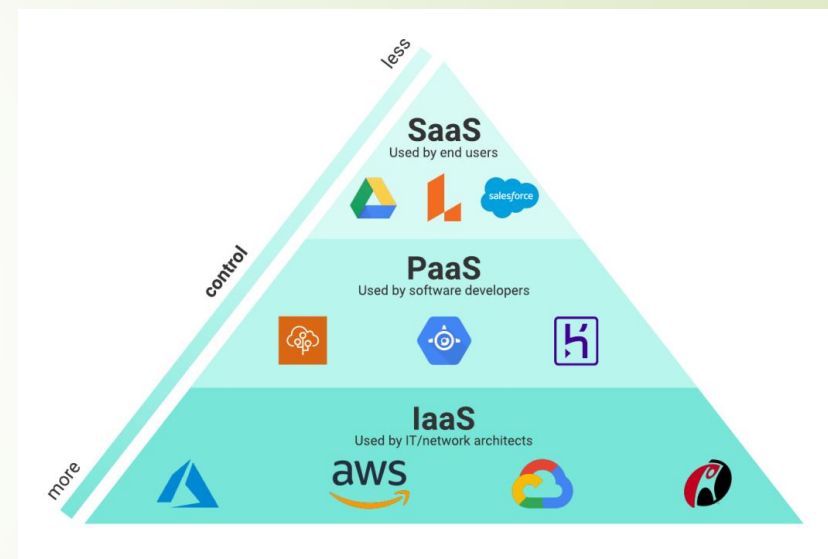 less
SaaS
Used by end users
salesforce
control
PaaS
Used by software developers
IaaS
Used by IT/network architects
more
aws